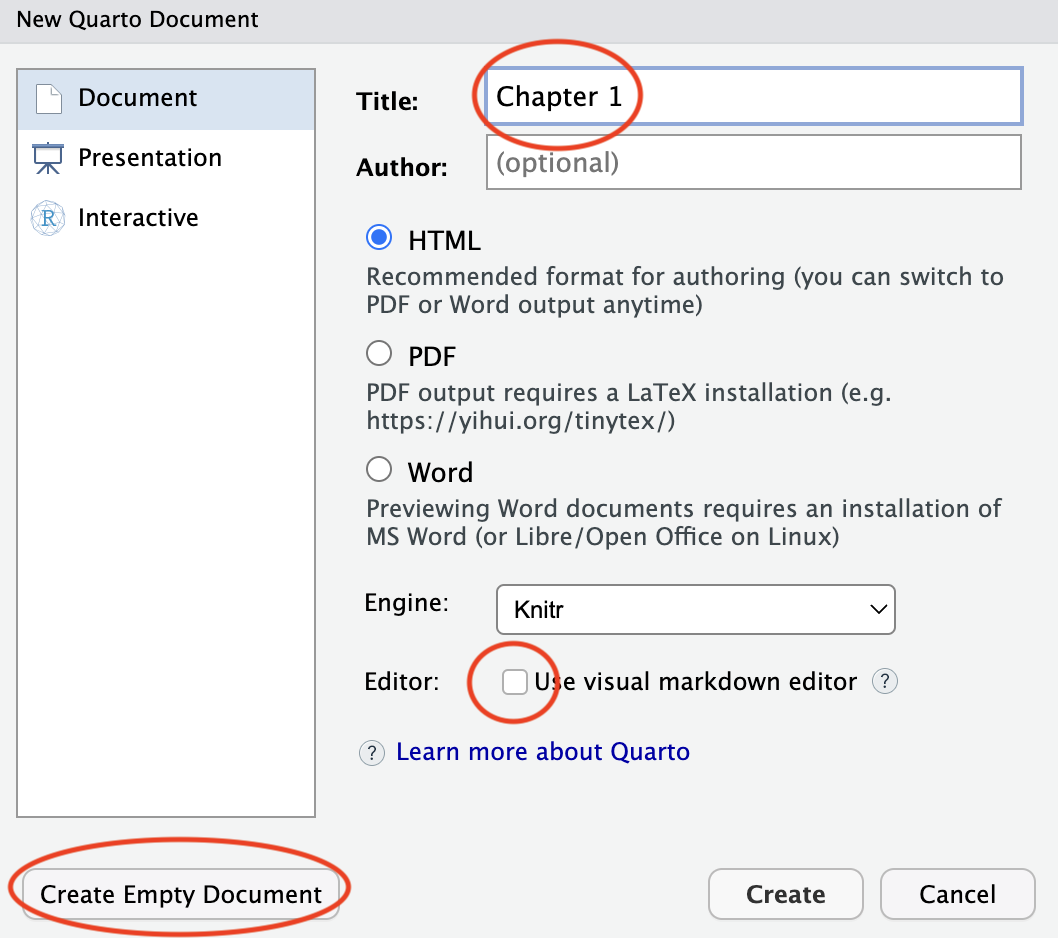 New Quarto Document
Document
Presentation
R Interactive
Title: Chapter 1
Author: (optional)
HTML
Recommended format for authoring (you can switch to
PDF or Word output anytime)
PDF
PDF output requires a LaTeX installation (e.g.
https://yihui.org/tinytex/)
Word
Previewing Word documents requires an installation of
MS Word (or Libre/Open Office on Linux)
Engine: Knitr
Editor: Use visual markdown editor ?
? Learn more about Quarto
Create Empty Document
Create
Cancel